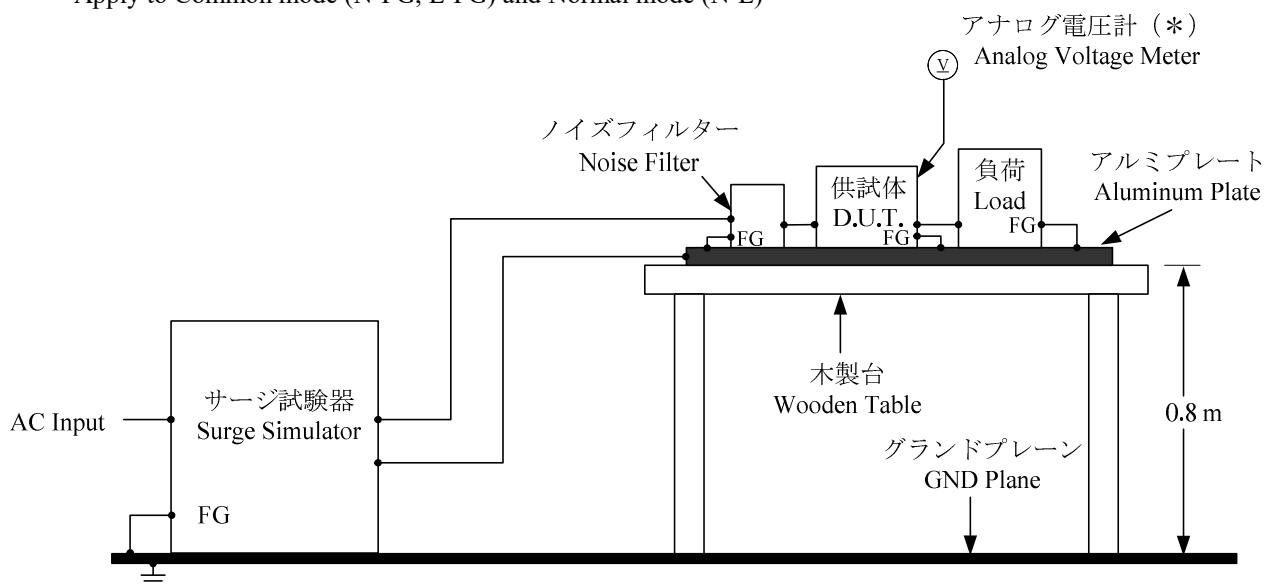 Apply to Common mode (N-FG, L-FG) and Normal mode (N-L)
アナログ電圧計（＊）
Analog Voltage Meter
V
ノイズフィルター
Noise Filter
供試体
D.U.T.
負荷
Load
アルミプレート
Aluminum Plate
FG
FG
FG
木製台
Wooden Table
サージ試験器
Surge Simulator
AC Input
0.8 m
グランドプレーン
GND Plane
FG